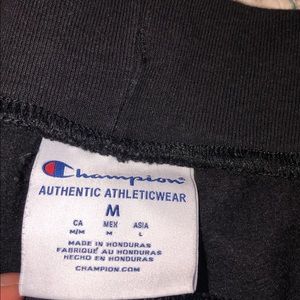 Champion
AUTHENTIC ATHLETICWEAR
M
CA MEX ASIA
M/M M L
MADE IN HONDURAS
FABRIQUÉ AU HONDURAS
HECHO EN HONDURAS
CHAMPION.COM